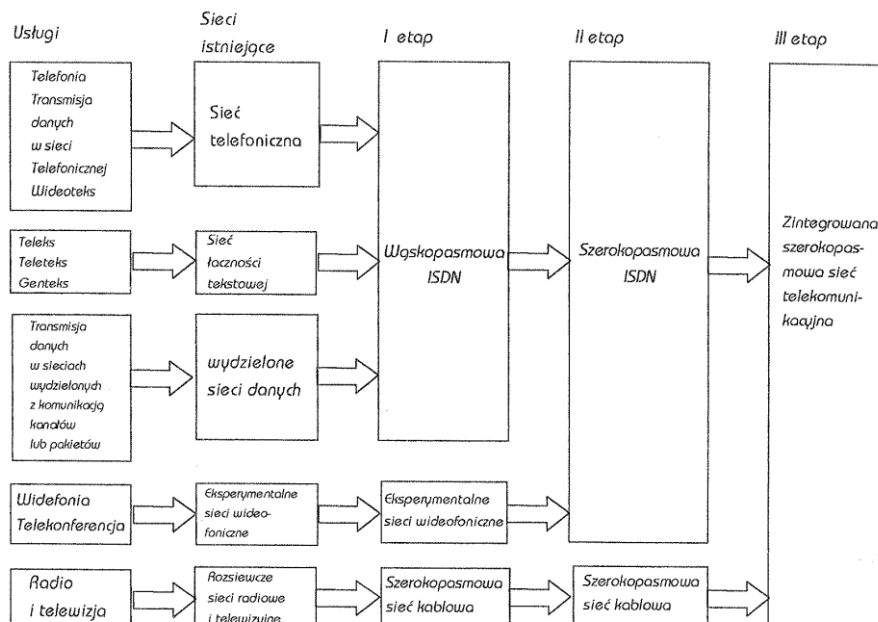 Usługi
Sieci
istniejące
I etap
II etap
III etap
Telefonia
Transmisja
danych
w sieci
Telefonicznej
Wideoteks
Sieć
telefoniczna
Teleks
Teleteks
Genteks
Sieć
łaczności
tekstowej
Wąskopasmowa
ISDN
Szerokopasmowa
ISDN
Zintegrowana
szerokopas-
mowa sieć
telekomuni-
kacyjna
Transmisja
danych
w sieciach
wydzielonych
z komunikacją
kanałów
lub pakietów
wydzielone
sieci danych
Widefonia
Telekonferencja
Eksperymentalne
sieci wideo-
foniczne
Eksperymentalne
sieci wideofoniczne
Radio
i telewizja
Rozsiewcze
sieci radiowe
i telewizyjne
Szerokopasmowa
sieć kablowa
Szerokopasmowa
sieć kablowa